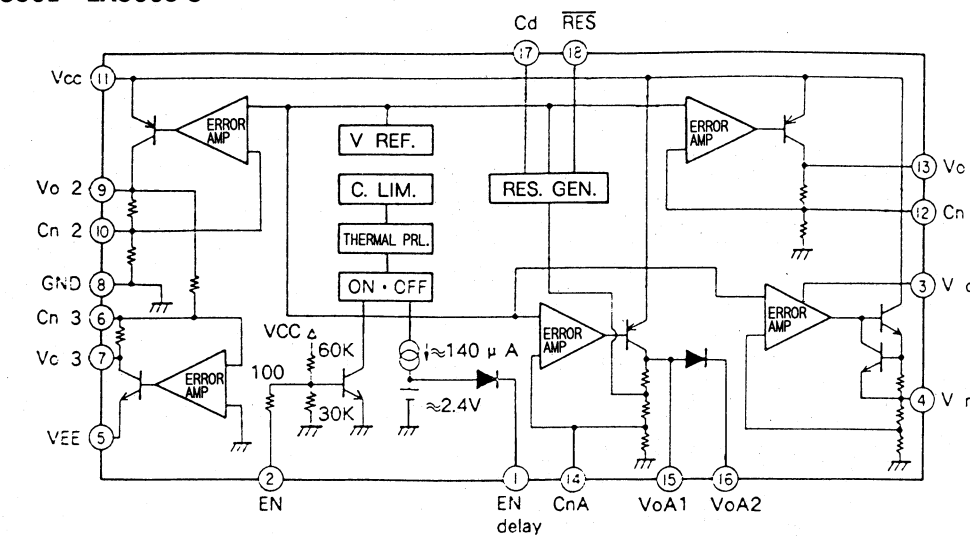 Cd
RES
17
18
Vcc
11
ERROR
AMP
V REF.
ERROR
AMP
13
Vo
Vo 2
9
C. LIM.
RES. GEN.
12
Cn
Cn 2
10
THERMAL PRL.
GND
8
ON · OFF
3
V
Cn 3
6
ERROR
AMP
ERROR
AMP
VCC
60K
≈140 μ A
Vo 3
7
100
ERROR
AMP
30K
≈2.4V
4
V
VEE
5
2
1
14
15
16
EN
EN
delay
CnA
VoA1
VoA2